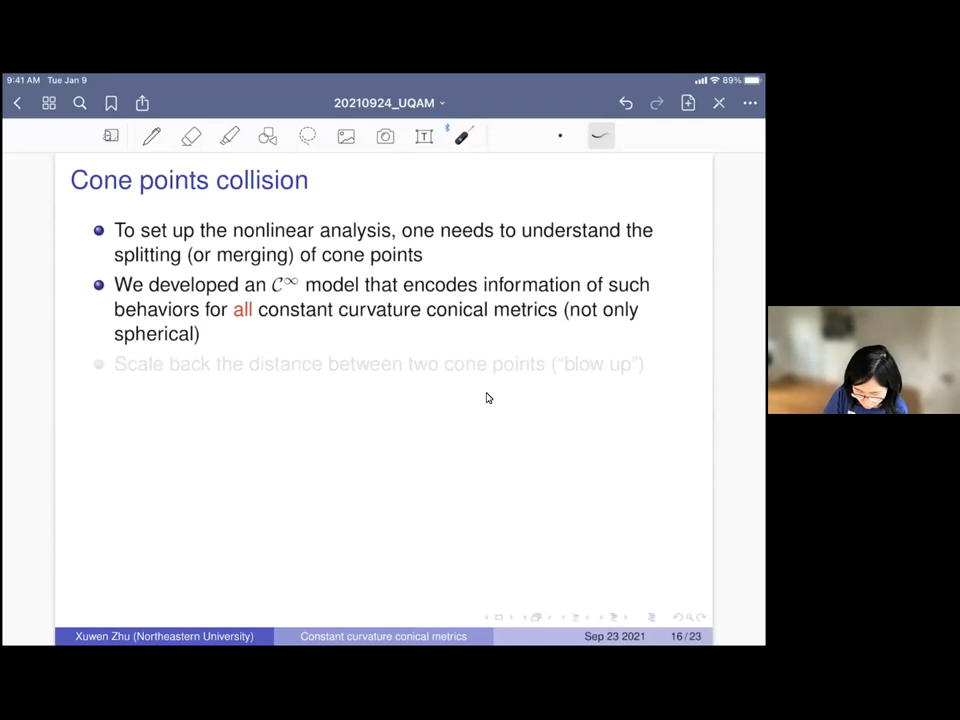 9:41 AM Tue Jan 9
89%
20210924_UQAM
T
Cone points collision
To set up the nonlinear analysis, one needs to understand the
splitting (or merging) of cone points
We developed an C∞ model that encodes information of such
behaviors for all constant curvature conical metrics (not only
spherical)
Scale back the distance between two cone points (“blow up”)
Xuwen Zhu (Northeastern University) Constant curvature conical metrics Sep 23 2021 16 / 23